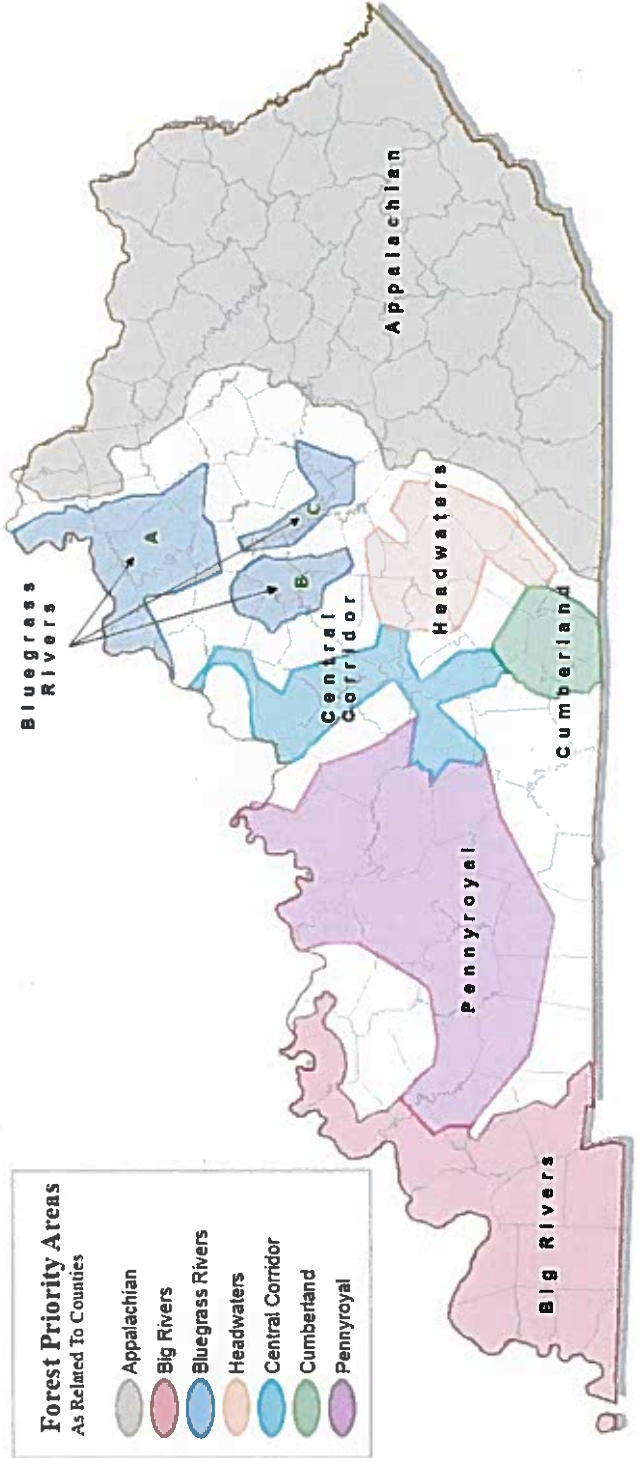 Forest Priority Areas
As Related To Counties
Appalachian
Big Rivers
Bluegrass Rivers
Headwaters
Central Corridor
Cumberland
Pennyroyal
Bluegrass
Rivers
A
B
C
Central
Corridor
Headwaters
Appalachian
Cumberland
Pennyroyal
Big Rivers